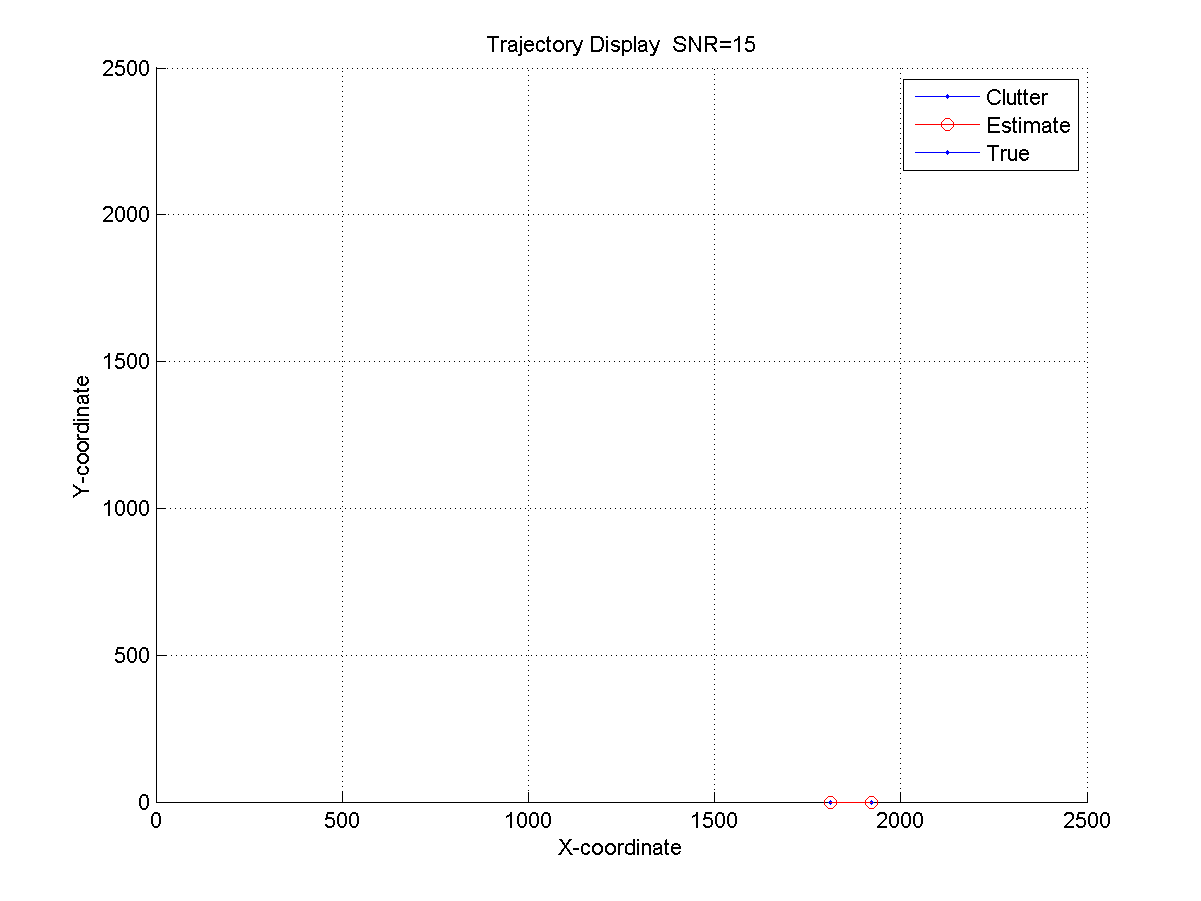 Trajectory Display  SNR=15
Clutter
Estimate
True
2500
2000
1500
1000
500
0
Y-coordinate
0 500 1000 1500 2000 2500
X-coordinate